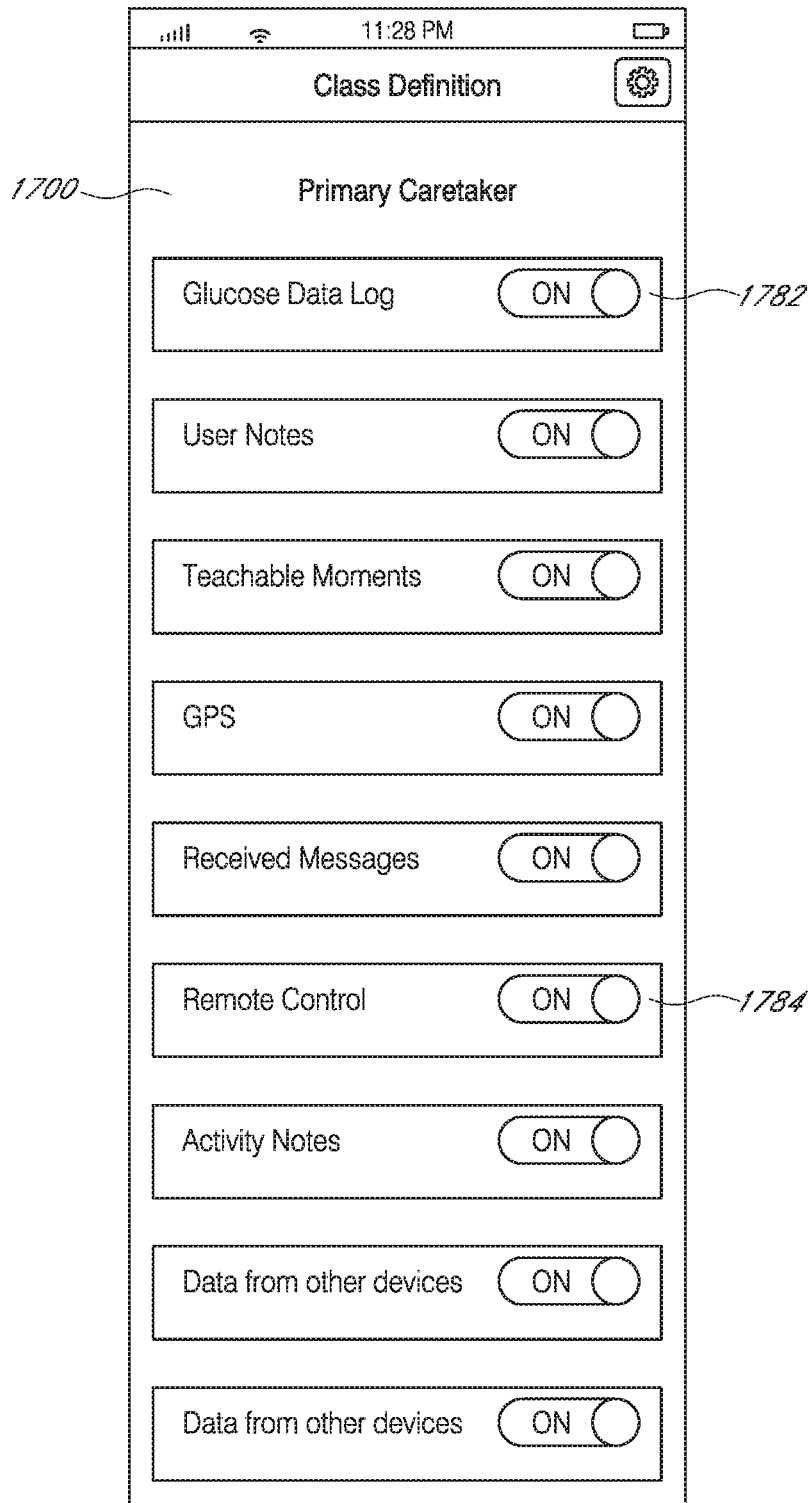 11:28 PM
Class Definition
1700
Primary Caretaker
Glucose Data Log ON 1782
User Notes ON
Teachable Moments ON
GPS ON
Received Messages ON
Remote Control ON 1784
Activity Notes ON
Data from other devices ON
Data from other devices ON